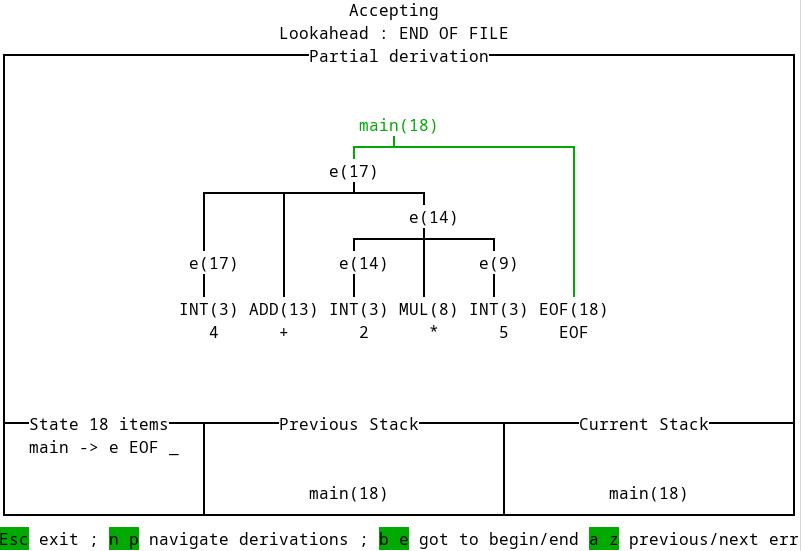 Accepting
Lookahead : END OF FILE
Partial derivation
main(18)
e(17)
e(14)
e(17) e(14) e(9)
INT(3) ADD(13) INT(3) MUL(8) INT(3) EOF(18)
4 + 2 * 5 EOF
State 18 items Previous Stack Current Stack
main -> e EOF _
main(18) main(18)
Esc exit ; n p navigate derivations ; b e got to begin/end a z previous/next err